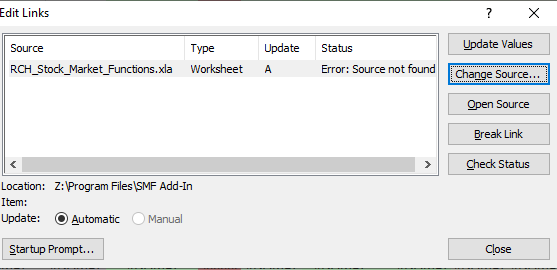 Edit Links
? ×
Source Type Update Status
RCH_Stock_Market_Functions.xla Worksheet A Error: Source not found
Update Values
Change Source...
Open Source
Break Link
Check Status
Location: Z:\Program Files\SMF Add-In
Item:
Update: Automatic Manual
Startup Prompt... Close